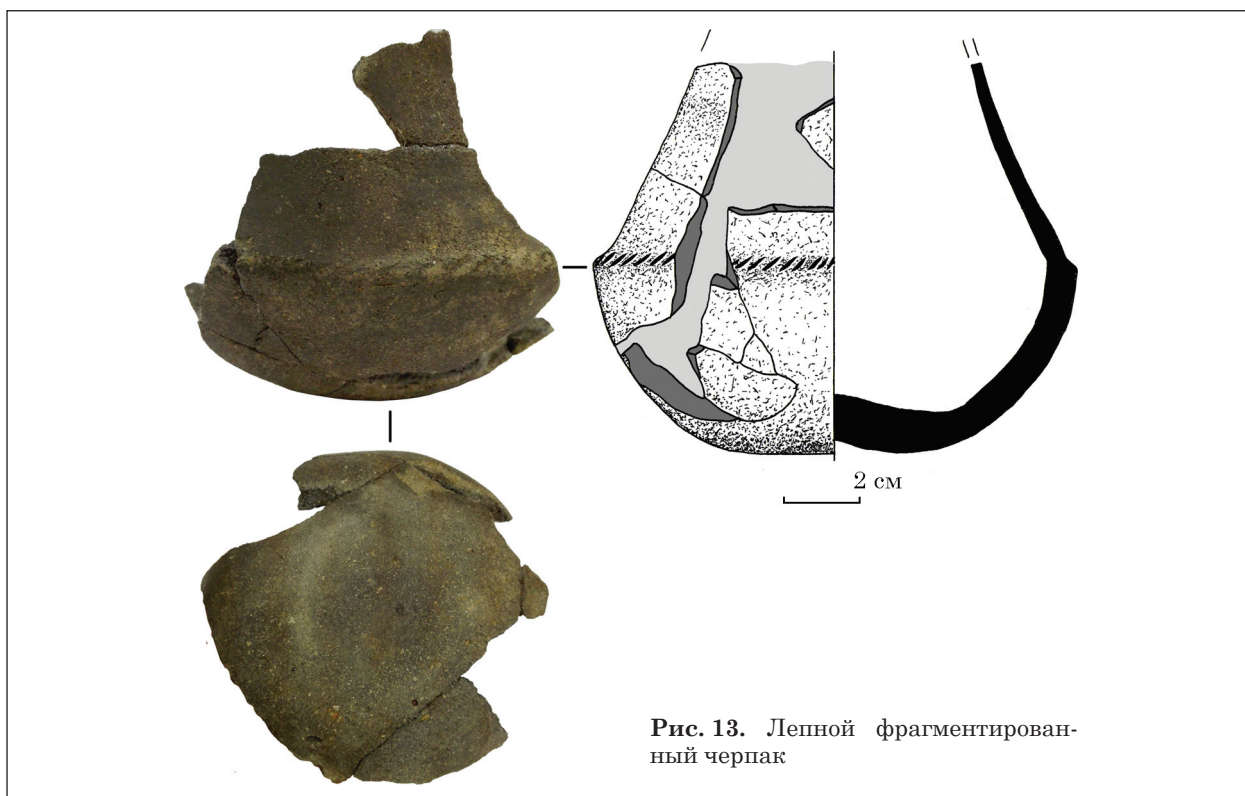 2 см
Рис. 13. Лепной фрагментирован-
ный черпак